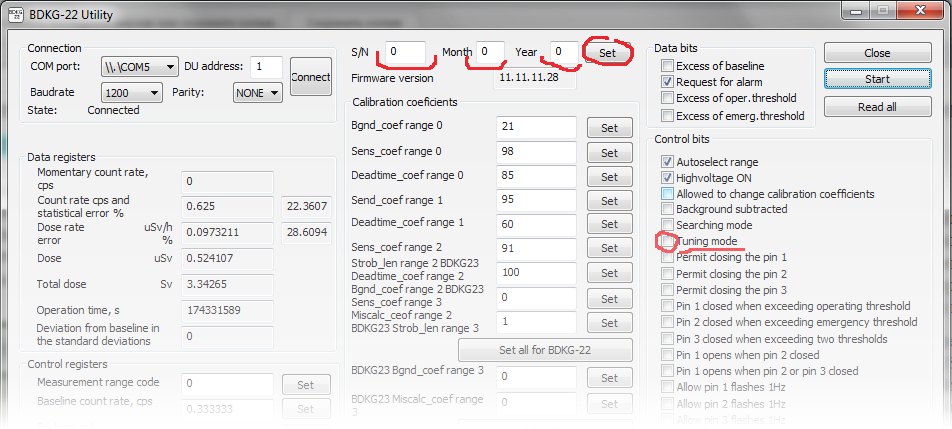 BDKG-22 Utility
Connection
COM port: \\.\COM5 DU address: 1
Connect
Baudrate 1200 Parity: NONE
State: Connected
Data registers
Momentary count rate, cps 0
Count rate cps and statistical error % 0.625 22.3607
Dose rate uSv/h error % 0.0973211 28.6094
Dose uSv 0.524107
Total dose Sv 3.34265
Operation time, s 174331589
Deviation from baseline in the standard deviations 0
Control registers
Measurement range code 0 Set
Baseline count rate, cps 0.333333 Set
S/N 0 Month 0 Year 0 Set
Firmware version 11.11.11.28
Calibration coeficients
Bgnd_coef range 0 21 Set
Sens_coef range 0 98 Set
Deadtime_coef range 0 85 Set
Send_coef range 1 95 Set
Deadtime_coef range 1 60 Set
Sens_coef range 2 91 Set
Strob_len range 2 BDKG23
Deadtime_coef range 2 100 Set
Bgnd_coef range 2 BDKG23
Sens_coef range 3 0 Set
Miscalc_ceof range 2
BDKG23 Strob_len range 3 1 Set
Set all for BDKG-22
BDKG23 Bgnd_coef range 3 0 Set
BDKG23 Miscalc_coef range 3 0 Set
Data bits
Excess of baseline
Request for alarm
Excess of oper.threshold
Excess of emerg.threshold
Close
Start
Read all
Control bits
Autoselect range
Highvoltage ON
Allowed to change calibration coefficients
Background subtracted
Searching mode
Tuning mode
Permit closing the pin 1
Permit closing the pin 2
Permit closing the pin 3
Pin 1 closed when exceeding operating threshold
Pin 2 closed when exceeding emergency threshold
Pin 3 closed when exceeding two thresholds
Pin 1 opens when pin 2 closed
Pin 1 opens when pin 2 or pin 3 closed
Allow pin 1 flashes 1Hz
Allow pin 2 flashes 1Hz